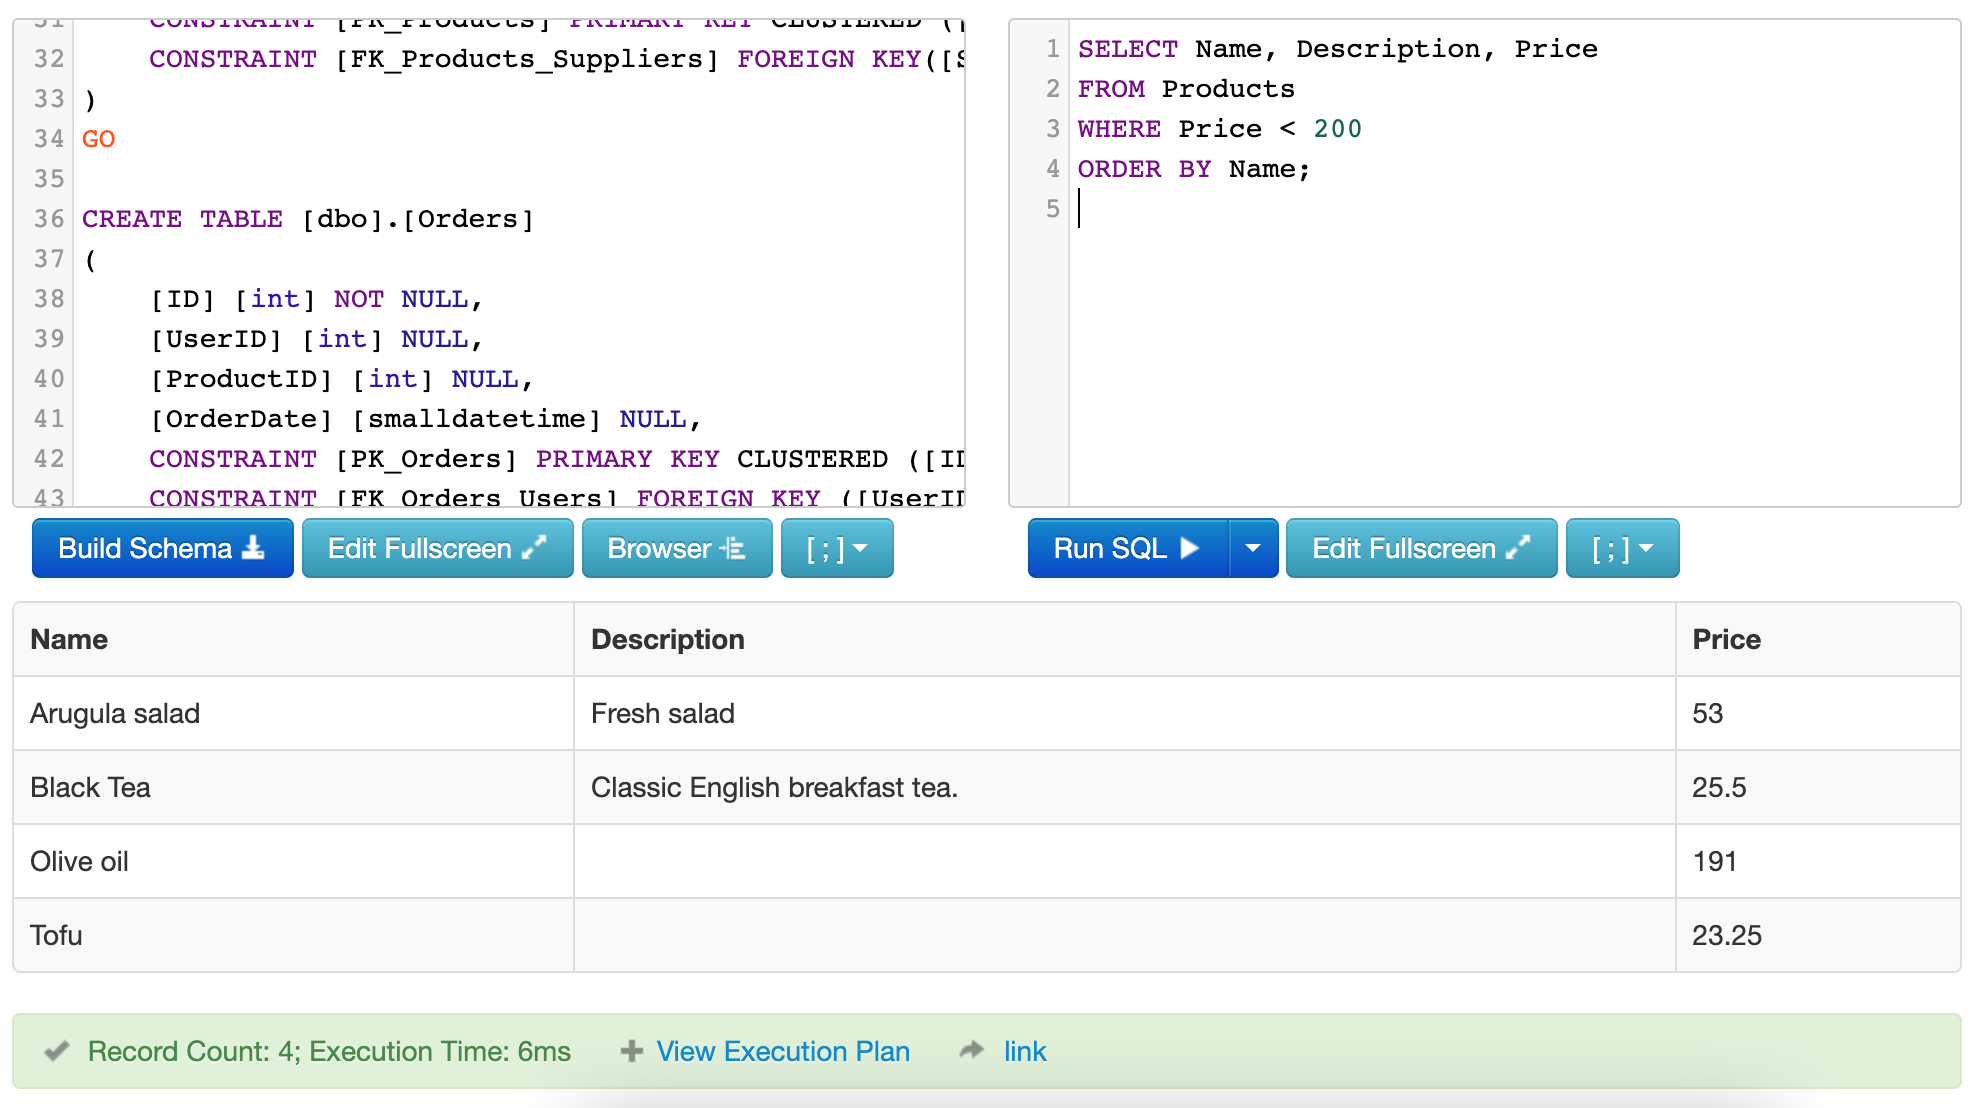 31 CONSTRAINT [PK_Products] PRIMARY KEY CLUSTERED (
32 CONSTRAINT [FK_Products_Suppliers] FOREIGN KEY([S
33 )
34 GO
35
36 CREATE TABLE [dbo].[Orders]
37 (
38 [ID] [int] NOT NULL,
39 [UserID] [int] NULL,
40 [ProductID] [int] NULL,
41 [OrderDate] [smalldatetime] NULL,
42 CONSTRAINT [PK_Orders] PRIMARY KEY CLUSTERED ([ID
43 CONSTRAINT [FK_Orders_Users] FOREIGN KEY ([UserID
1 SELECT Name, Description, Price
2 FROM Products
3 WHERE Price < 200
4 ORDER BY Name;
5
Build Schema Edit Fullscreen Browser [ ; ]
Run SQL Edit Fullscreen [ ; ]
Name Description Price
Arugula salad Fresh salad 53
Black Tea Classic English breakfast tea. 25.5
Olive oil 191
Tofu 23.25
Record Count: 4; Execution Time: 6ms View Execution Plan link